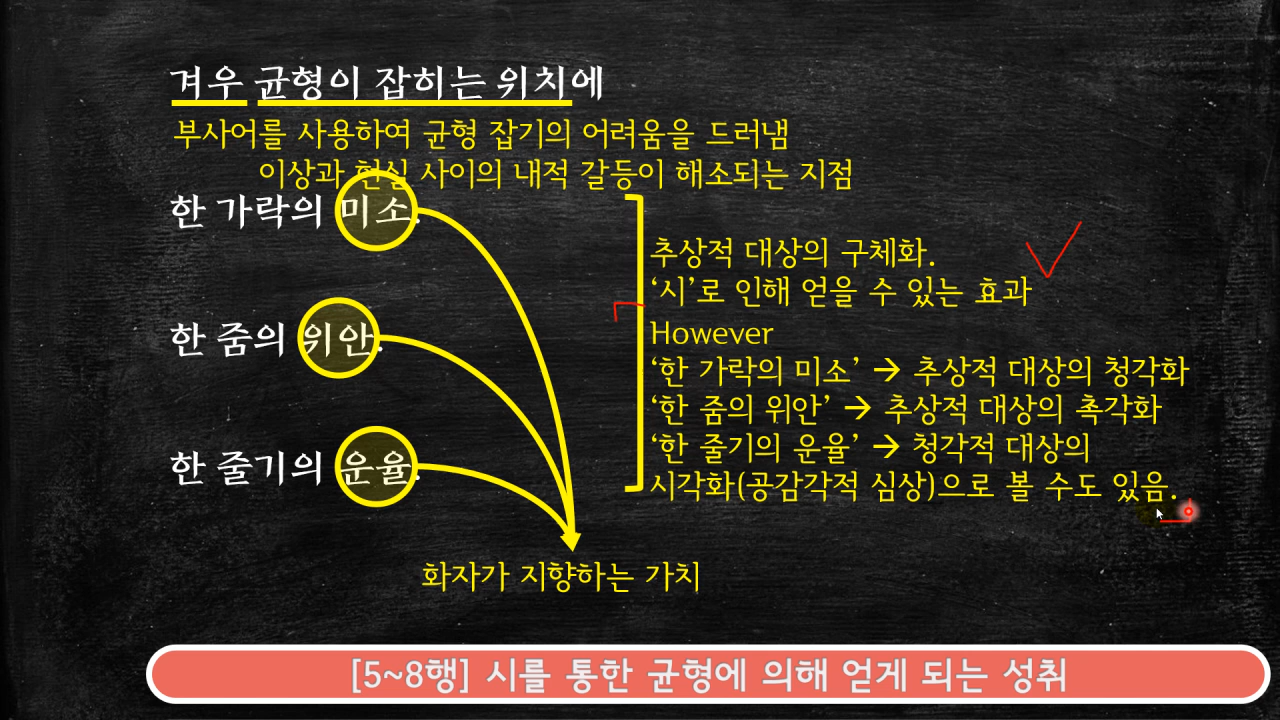 겨우 균형이 잡히는 위치에
부사어를 사용하여 균형 잡기의 어려움을 드러냄
이상과 현실 사이의 내적 갈등이 해소되는 지점
한 가락의 미소.
한 줌의 위안.
한 줄기의 운율.
추상적 대상의 구체화.
‘시’로 인해 얻을 수 있는 효과
However
‘한 가락의 미소’ → 추상적 대상의 청각화
‘한 줌의 위안’ → 추상적 대상의 촉각화
‘한 줄기의 운율’ → 청각적 대상의
시각화(공감각적 심상)으로 볼 수도 있음.
화자가 지향하는 가치
[5~8행] 시를 통한 균형에 의해 얻게 되는 성취